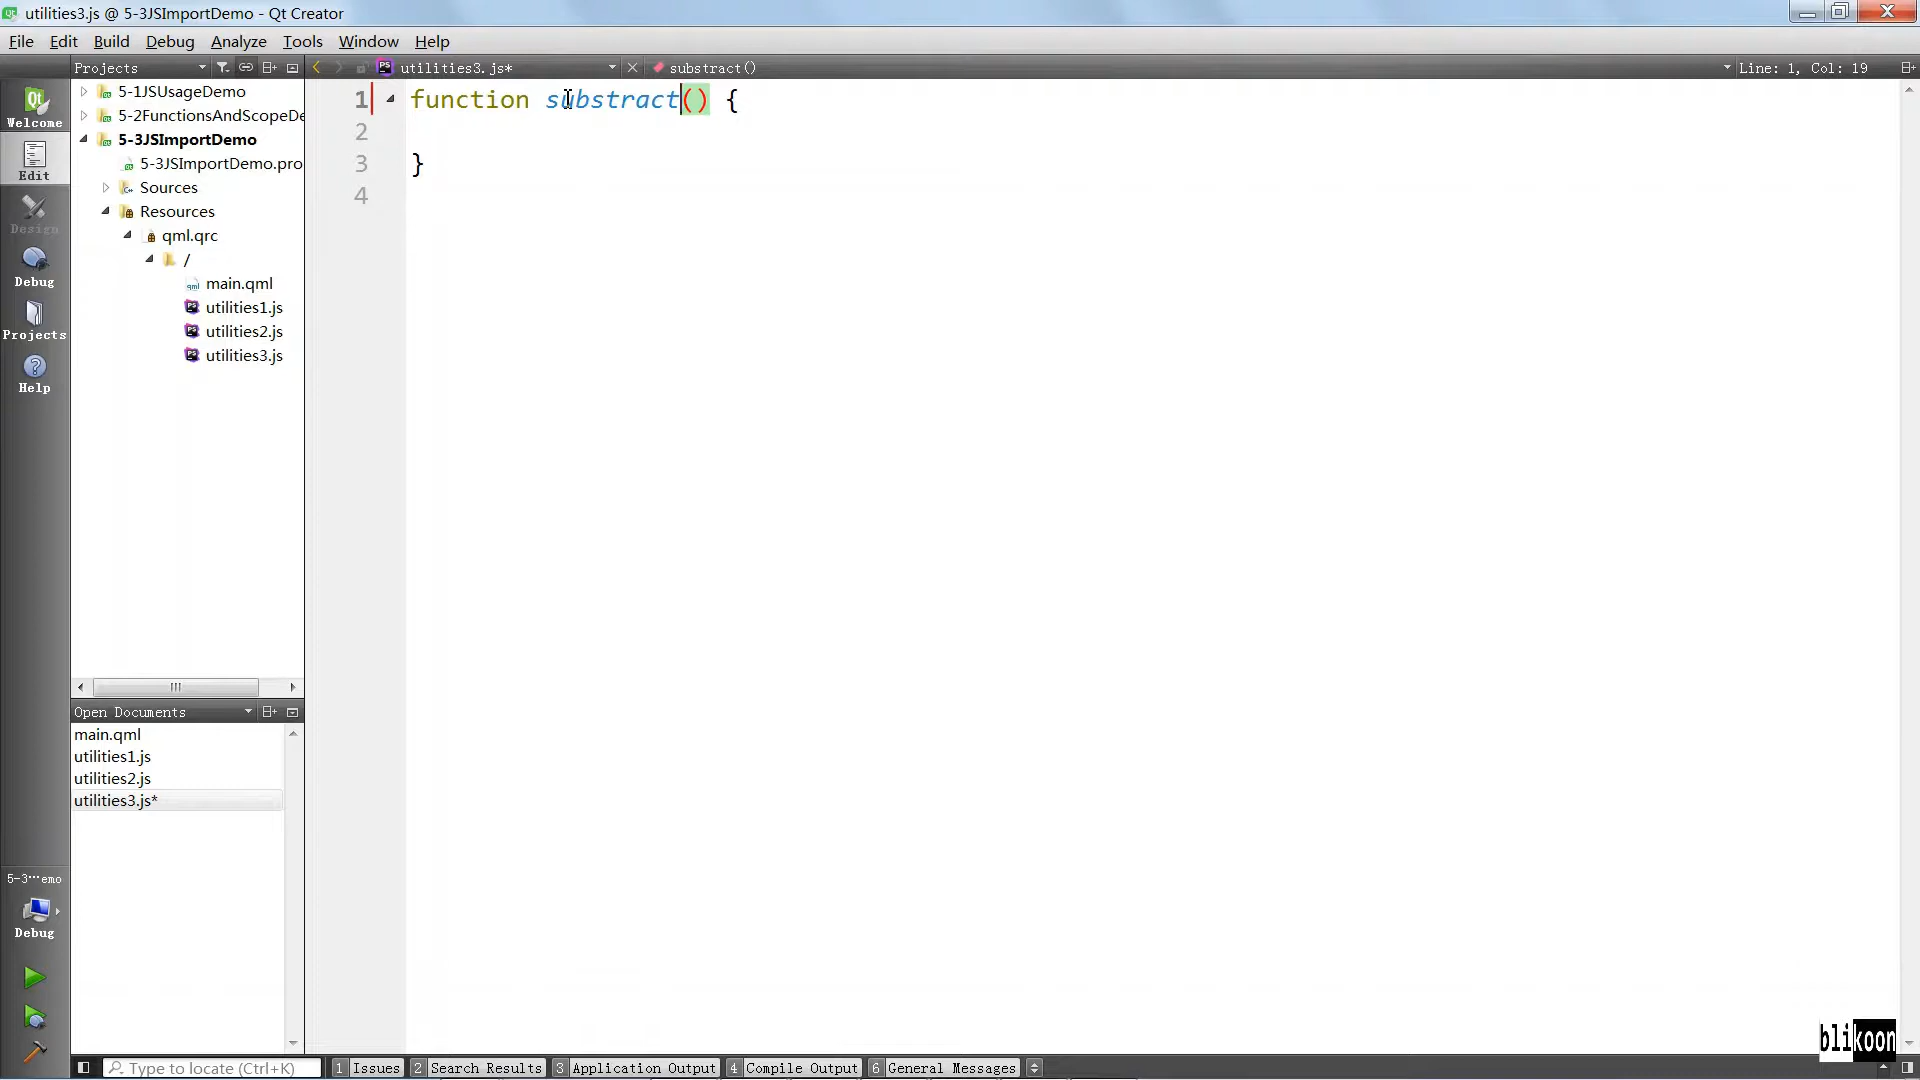 utilities3.js @ 5-3JSImportDemo - Qt Creator
File Edit Build Debug Analyze Tools Window Help
Projects
utilities3.js*
substract()
Line: 1, Col: 19
Welcome
Edit
Design
Debug
Projects
Help
5-1JSUsageDemo
5-2FunctionsAndScopeDe
5-3JSImportDemo
5-3JSImportDemo.pro
Sources
Resources
qml.qrc
/
main.qml
utilities1.js
utilities2.js
utilities3.js
1 function substract() {
2
3 }
4
Open Documents
main.qml
utilities1.js
utilities2.js
utilities3.js*
5-3···emo
Debug
Type to locate (Ctrl+K)
1 Issues 2 Search Results 3 Application Output 4 Compile Output 6 General Messages
blikoon